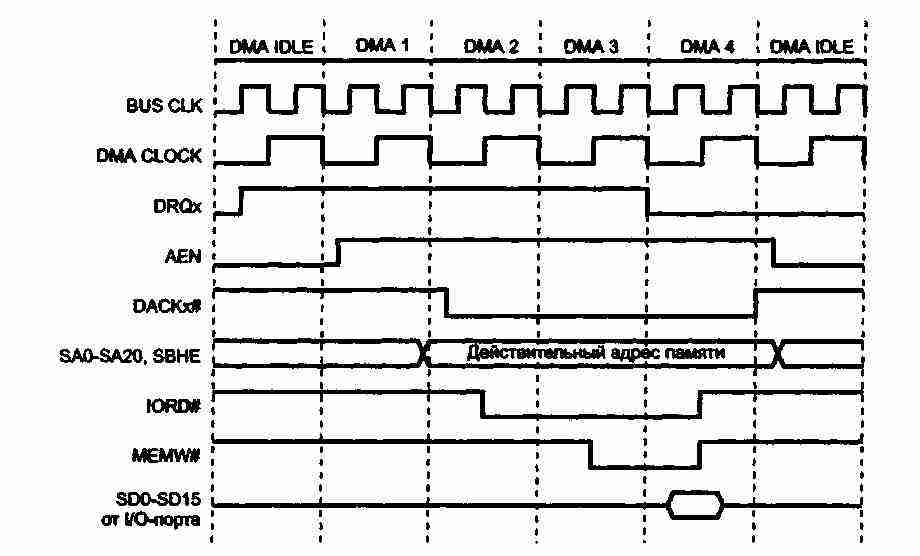 DMA IDLE DMA 1 DMA 2 DMA 3 DMA 4 DMA IDLE
BUS CLK
DMA CLOCK
DRQx
AEN
DACKx#
SA0-SA20, SBHE Действительный адрес памяти
IORD#
MEMW#
SD0-SD15
от I/O-порта